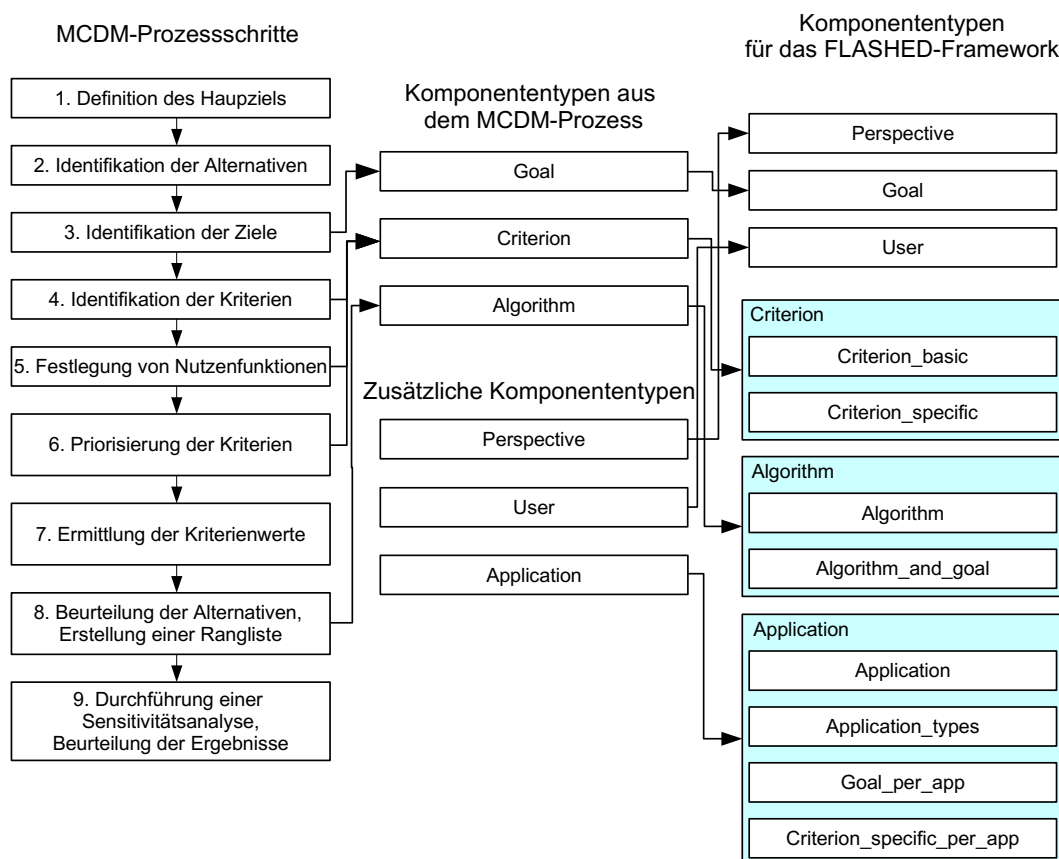 MCDM-Prozessschritte
1. Definition des Haupziels
2. Identifikation der Alternativen
3. Identifikation der Ziele
4. Identifikation der Kriterien
5. Festlegung von Nutzenfunktionen
6. Priorisierung der Kriterien
7. Ermittlung der Kriterienwerte
8. Beurteilung der Alternativen,
Erstellung einer Rangliste
9. Durchführung einer
Sensitivitätsanalyse,
Beurteilung der Ergebnisse
Komponententypen aus
dem MCDM-Prozess
Goal
Criterion
Algorithm
Zusätzliche Komponententypen
Perspective
User
Application
Komponententypen
für das FLASHED-Framework
Perspective
Goal
User
Criterion
Criterion_basic
Criterion_specific
Algorithm
Algorithm
Algorithm_and_goal
Application
Application
Application_types
Goal_per_app
Criterion_specific_per_app